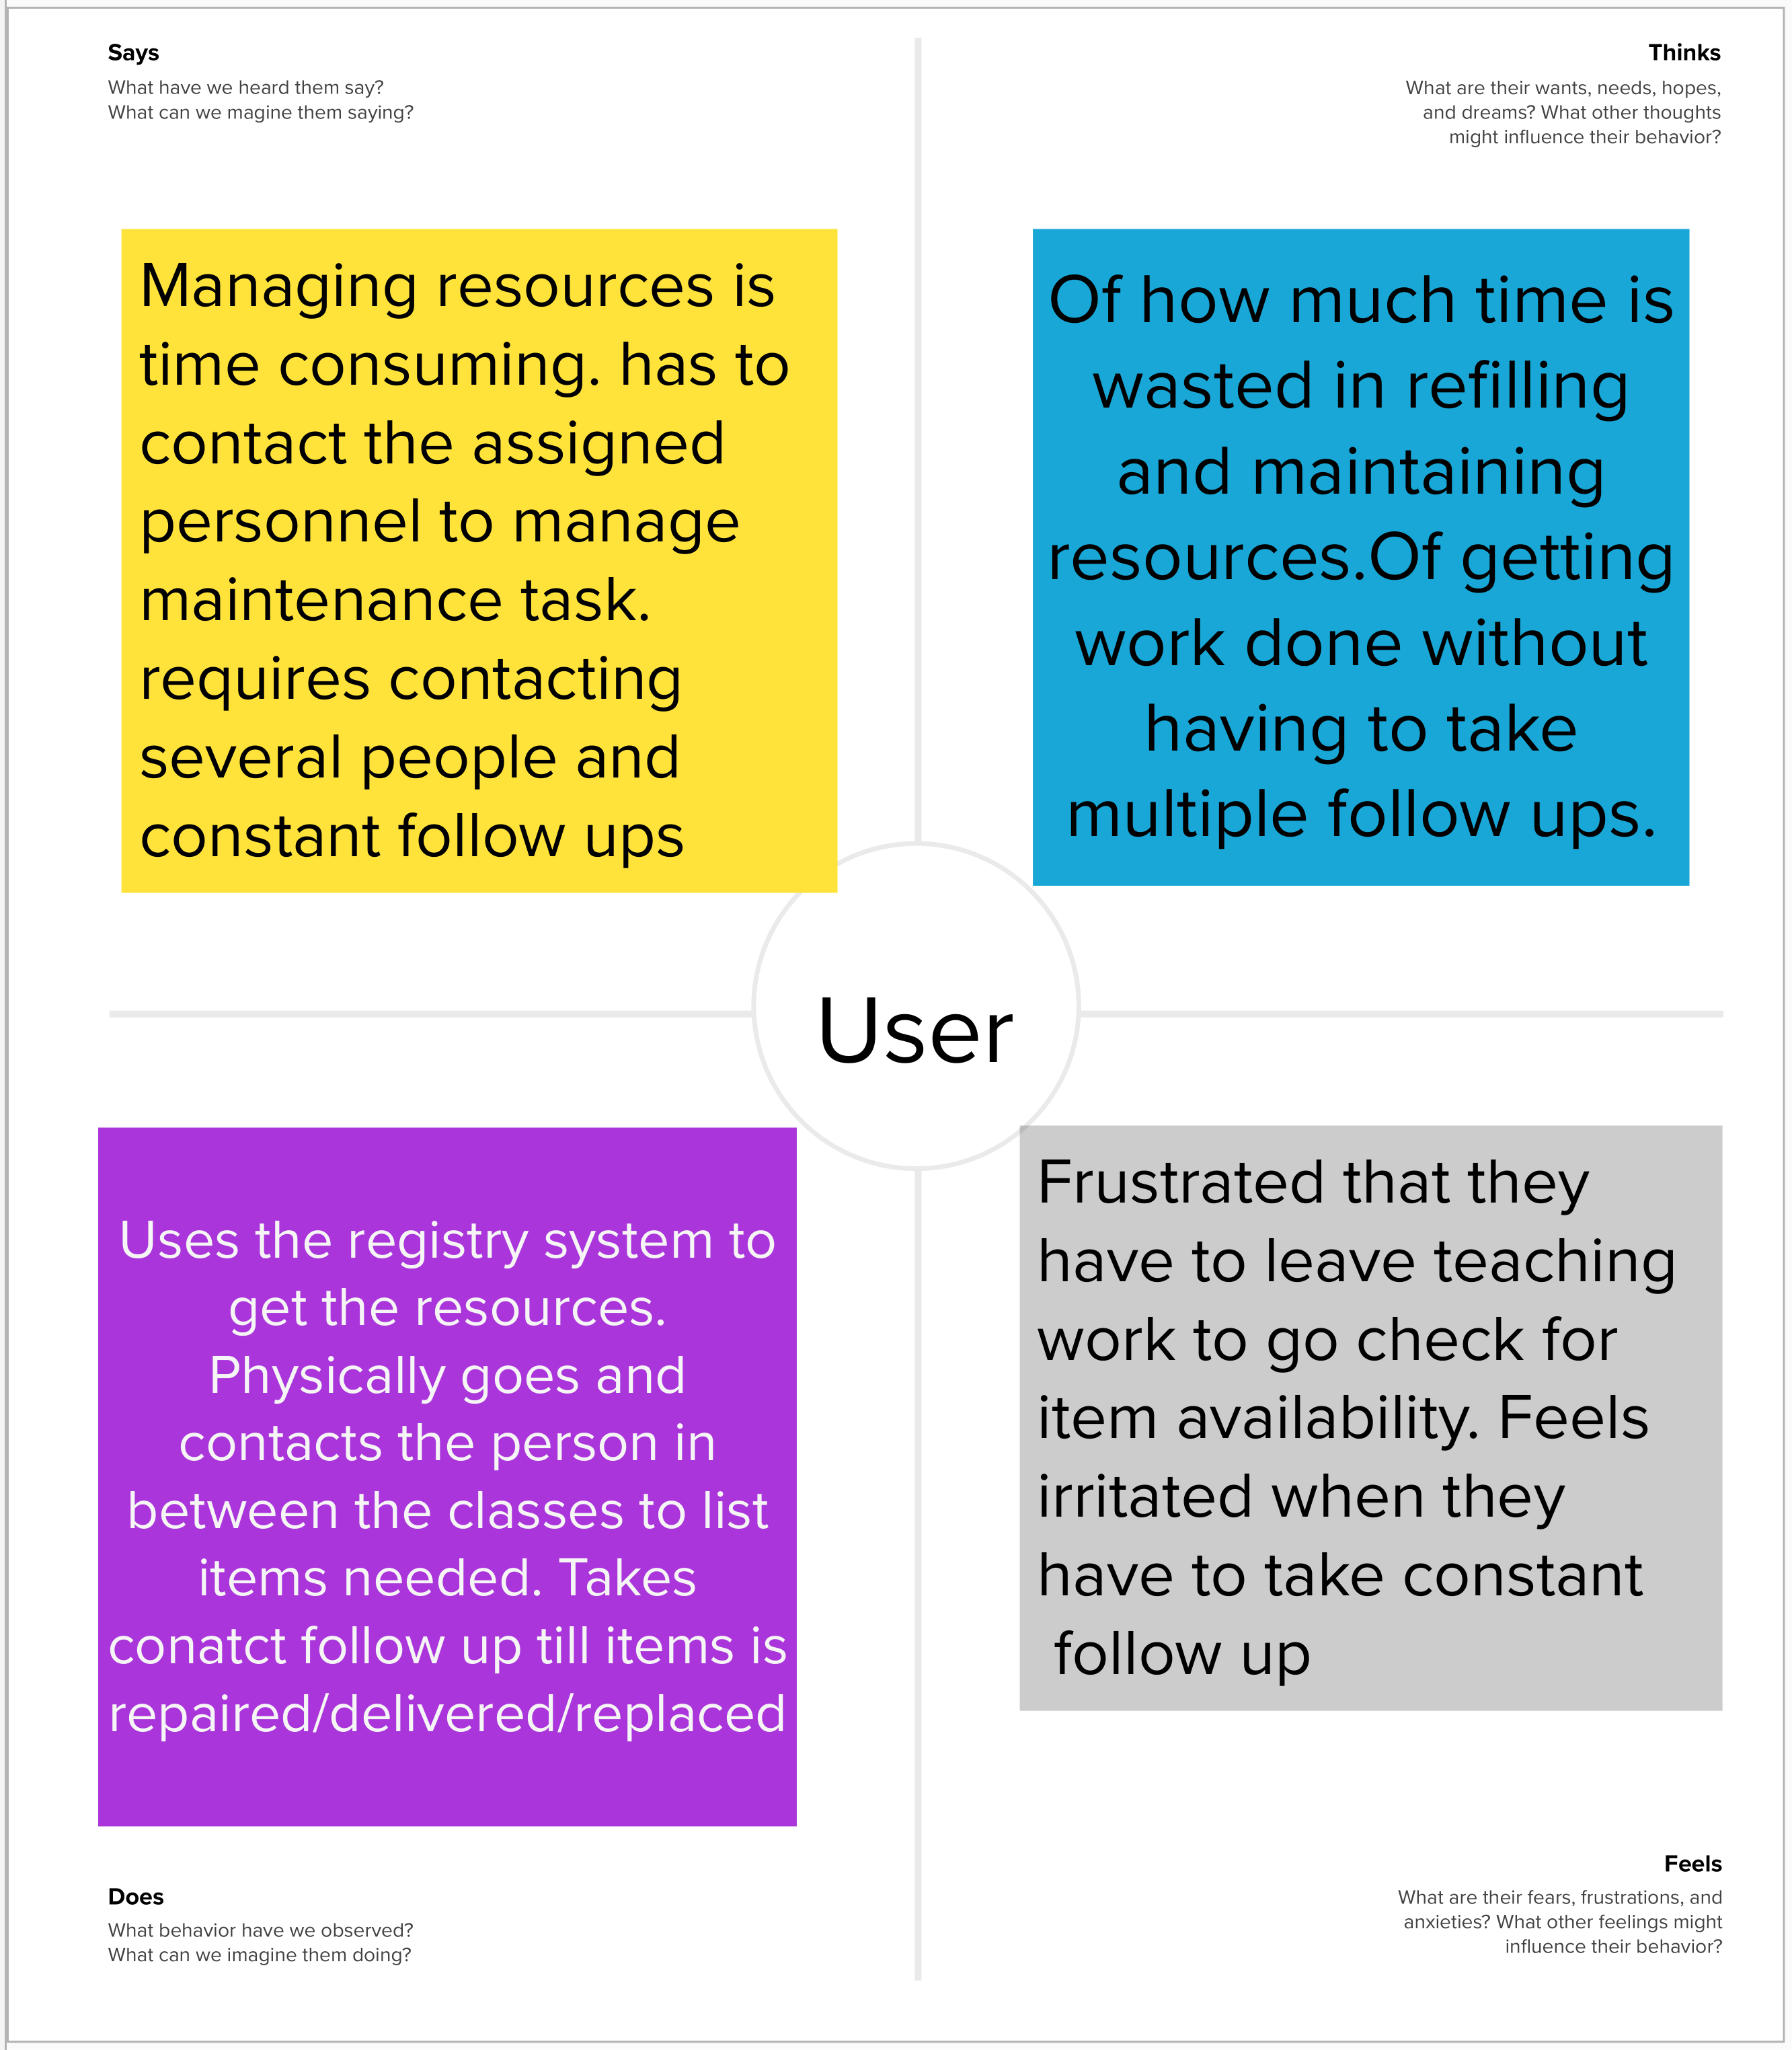 Says
What have we heard them say?
What can we magine them saying?
Thinks
What are their wants, needs, hopes,
and dreams? What other thoughts
might influence their behavior?
Managing resources is
time consuming. has to
contact the assigned
personnel to manage
maintenance task.
requires contacting
several people and
constant follow ups
Of how much time is
wasted in refilling
and maintaining
resources.Of getting
work done without
having to take
multiple follow ups.
User
Uses the registry system to
get the resources.
Physically goes and
contacts the person in
between the classes to list
items needed. Takes
conatct follow up till items is
repaired/delivered/replaced
Frustrated that they
have to leave teaching
work to go check for
item availability. Feels
irritated when they
have to take constant
follow up
Does
What behavior have we observed?
What can we imagine them doing?
Feels
What are their fears, frustrations, and
anxieties? What other feelings might
influence their behavior?